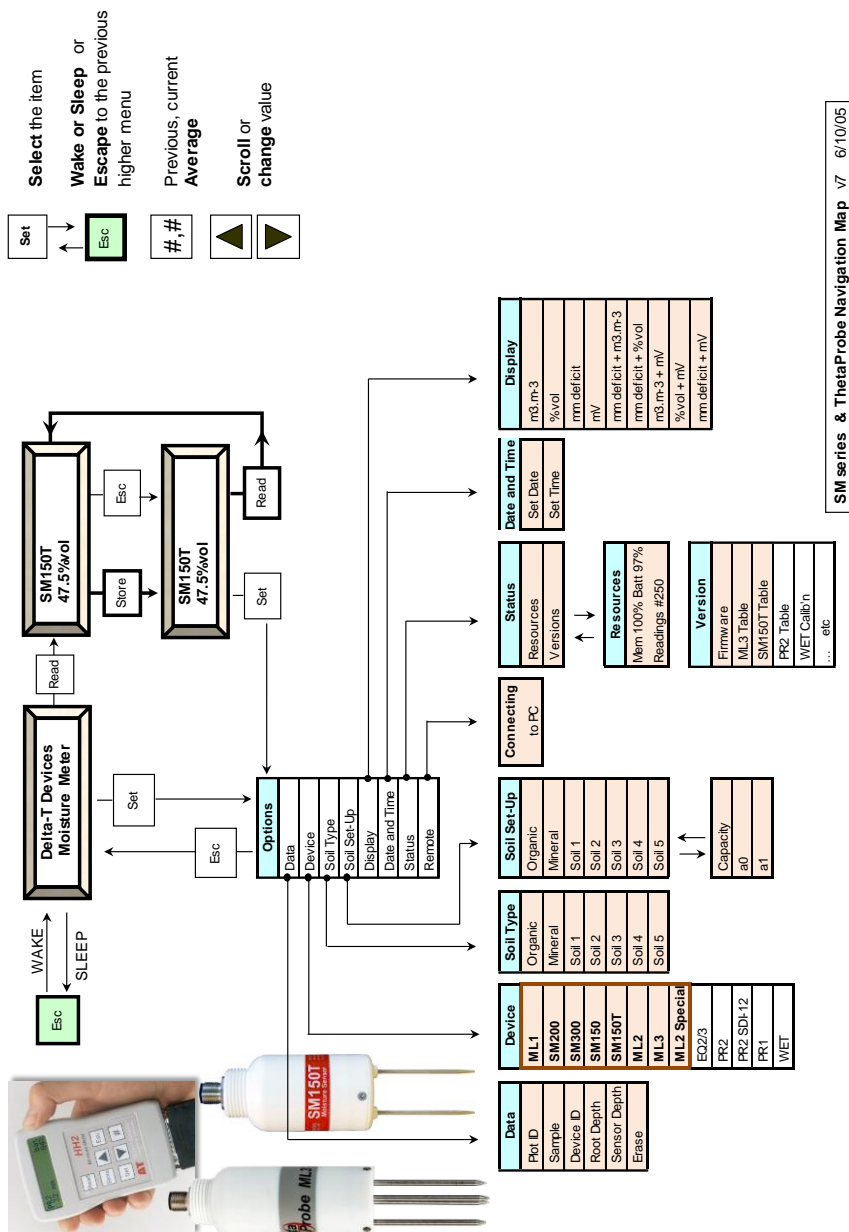 Esc
WAKE
SLEEP
Delta-T Devices
Moisture Meter
Read
SM150T
47.5%vol
Store
Esc
SM150T
47.5%vol
Read
Set
Set
Esc
Set
Select the item
Esc
Wake or Sleep or
Escape to the previous
higher menu
#,#
Previous, current
Average
Scroll or
change value
HH2
SM150T
Moisture Sensor
Probe
Options
Data
Device
Soil Type
Soil Set-Up
Display
Date and Time
Status
Remote
Data
Plot ID
Sample
Device ID
Root Depth
Sensor Depth
Erase
Device
ML1
SM200
SM300
SM150
SM150T
ML2
ML3
ML2 Special
EQ2/3
PR2
PR2 SDI-12
PR1
WET
Soil Type
Organic
Mineral
Soil 1
Soil 2
Soil 3
Soil 4
Soil 5
Soil Set-Up
Organic
Mineral
Soil 1
Soil 2
Soil 3
Soil 4
Soil 5
Capacity
a0
a1
Connecting
to PC
Status
Resources
Versions
Resources
Mem 100% Batt 97%
Readings #250
Version
Firmware
ML3 Table
SM150T Table
PR2 Table
WET Calib'n
... etc
Date and Time
Set Date
Set Time
Display
m3.m-3
%vol
mm deficit
mV
mm deficit + m3.m-3
mm deficit + %vol
m3.m-3 + mV
%vol + mV
mm deficit + mV
SM series & ThetaProbe Navigation Map v7 6/10/05